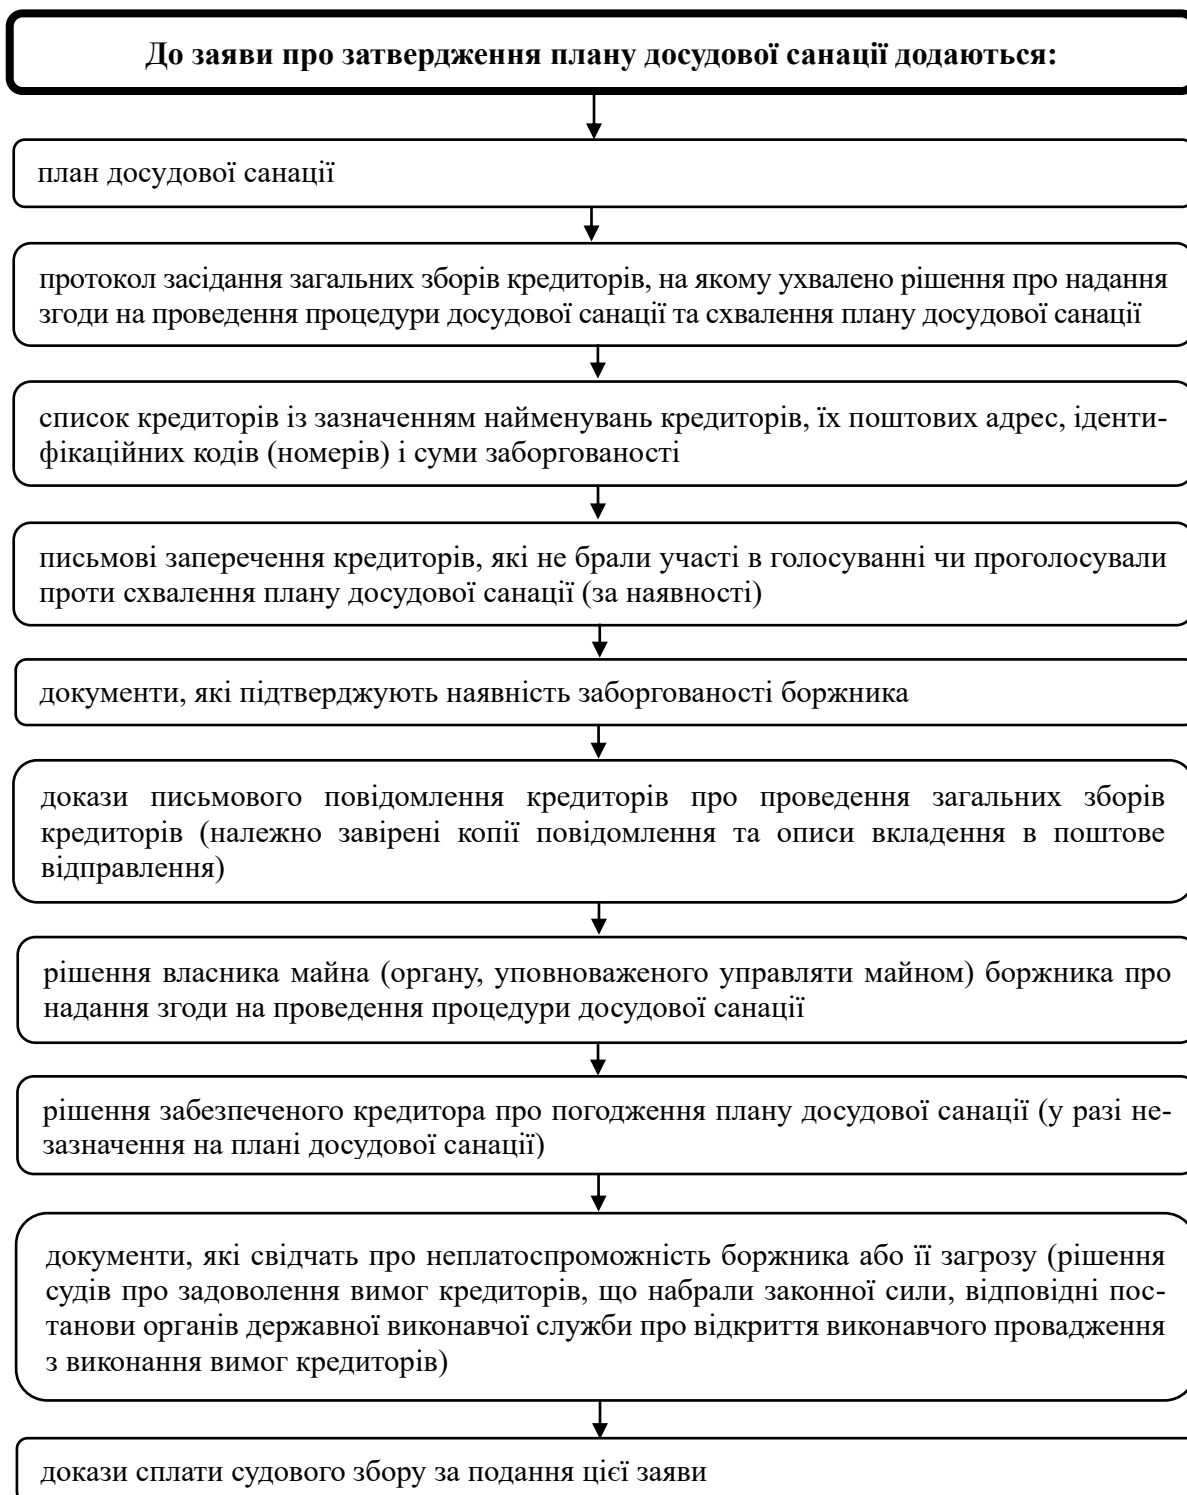 До заяви про затвердження плану досудової санації додаються:
план досудової санації
протокол засідання загальних зборів кредиторів, на якому ухвалено рішення про надання
згоди на проведення процедури досудової санації та схвалення плану досудової санації
список кредиторів із зазначенням найменувань кредиторів, їх поштових адрес, іденти-
фікаційних кодів (номерів) і суми заборгованості
письмові заперечення кредиторів, які не брали участі в голосуванні чи проголосували
проти схвалення плану досудової санації (за наявності)
документи, які підтверджують наявність заборгованості боржника
докази письмового повідомлення кредиторів про проведення загальних зборів
кредиторів (належно завірені копії повідомлення та описи вкладення в поштове
відправлення)
рішення власника майна (органу, уповноваженого управляти майном) боржника про
надання згоди на проведення процедури досудової санації
рішення забезпеченого кредитора про погодження плану досудової санації (у разі не-
зазначення на плані досудової санації)
документи, які свідчать про неплатоспроможність боржника або її загрозу (рішення
судів про задоволення вимог кредиторів, що набрали законної сили, відповідні пос-
танови органів державної виконавчої служби про відкриття виконавчого провадження
з виконання вимог кредиторів)
докази сплати судового збору за подання цієї заяви